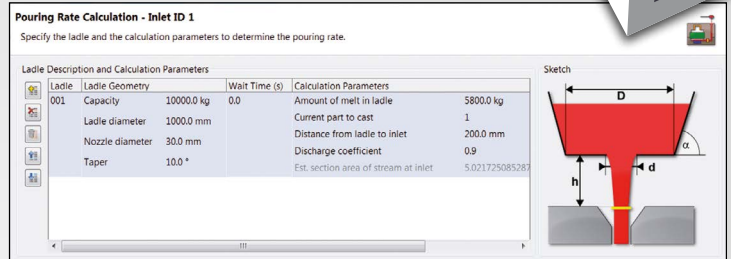 Pouring Rate Calculation - Inlet ID 1
Specify the ladle and the calculation parameters to determine the pouring rate.
Ladle Description and Calculation Parameters
Sketch
Ladle Ladle Geometry Wait Time (s) Calculation Parameters
001 Capacity 10000.0 kg 0.0 Amount of melt in ladle 5800.0 kg
Ladle diameter 1000.0 mm Current part to cast 1
Nozzle diameter 30.0 mm Distance from ladle to inlet 200.0 mm
Taper 10.0 ° Discharge coefficient 0.9
Est. section area of stream at inlet 5.021725085287
D
α
d
h